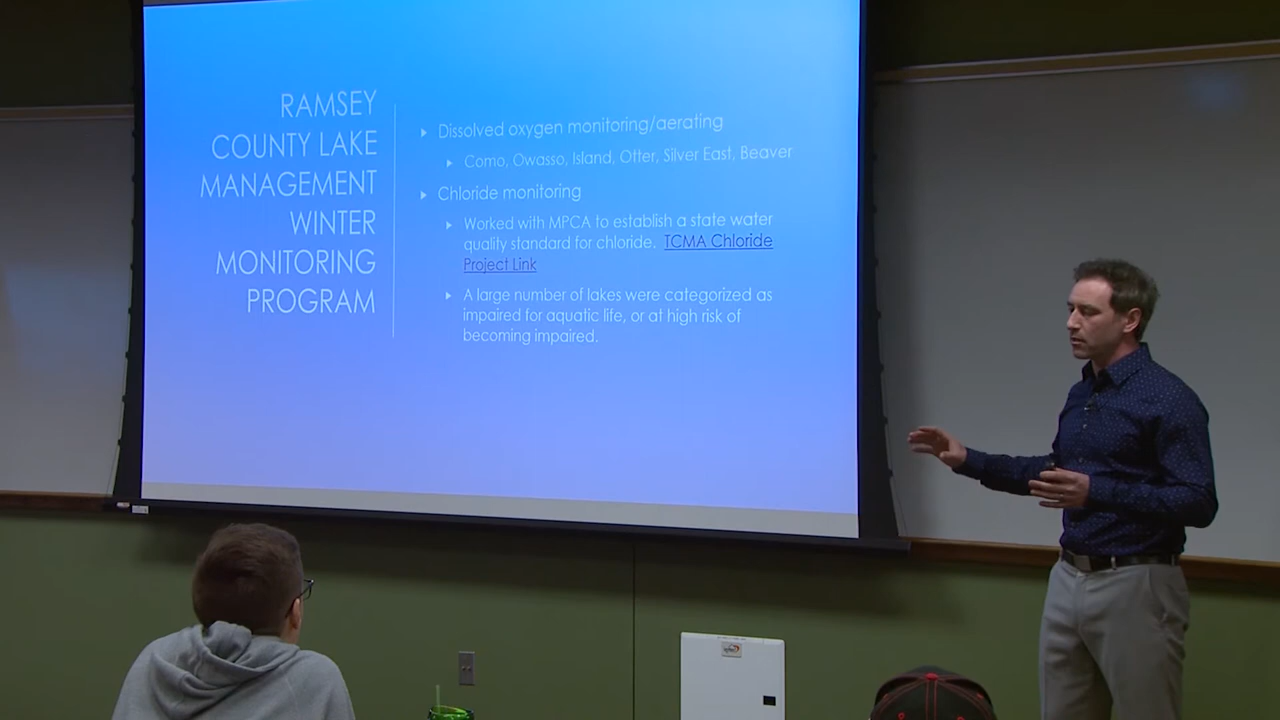 RAMSEY
COUNTY LAKE
MANAGEMENT
WINTER
MONITORING
PROGRAM
Dissolved oxygen monitoring/aerating
Como, Owasso, Island, Otter, Silver East, Beaver
Chloride monitoring
Worked with MPCA to establish a state water
quality standard for chloride. TCMA Chloride
Project Link
A large number of lakes were categorized as
impaired for aquatic life, or at high risk of
becoming impaired.